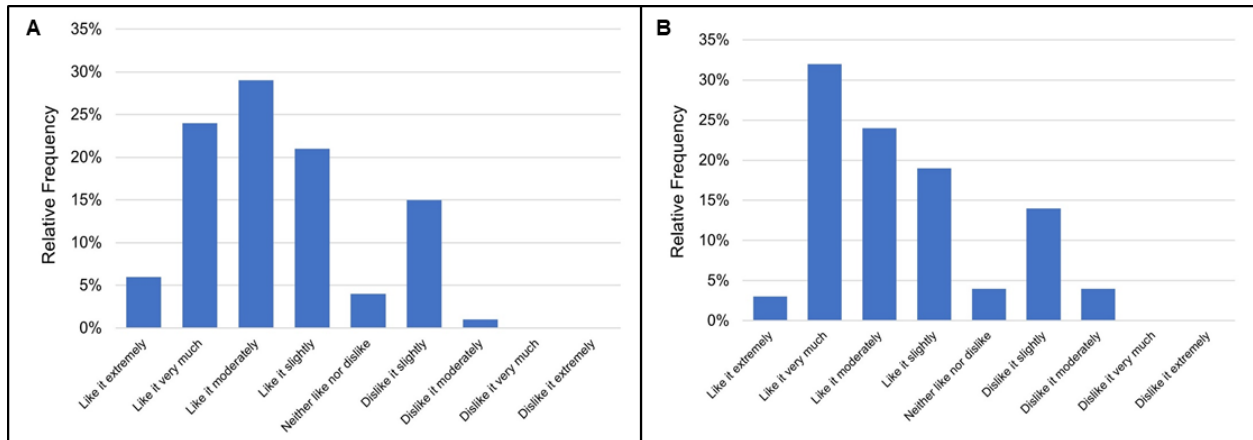 A
35%
30%
25%
20%
15%
10%
5%
0%
Relative Frequency
Like it extremely
Like it very much
Like it moderately
Like it slightly
Neither like nor dislike
Dislike it slightly
Dislike it moderately
Dislike it very much
Dislike it extremely
B
35%
30%
25%
20%
15%
10%
5%
0%
Relative Frequency
Like it extremely
Like it very much
Like it moderately
Like it slightly
Neither like nor dislike
Dislike it slightly
Dislike it moderately
Dislike it very much
Dislike it extremely